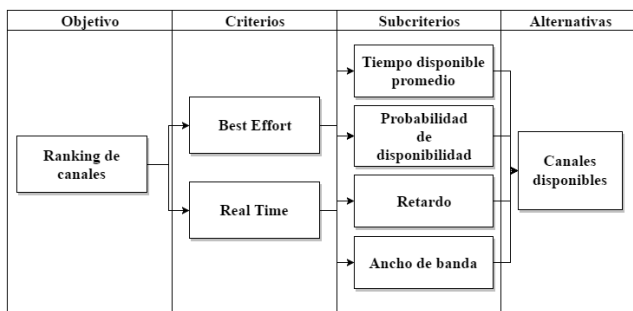 Objetivo
Criterios
Subcriterios
Alternativas
Ranking de
canales
Best Effort
Real Time
Tiempo disponible
promedio
Probabilidad
de
disponibilidad
Retardo
Ancho de banda
Canales
disponibles